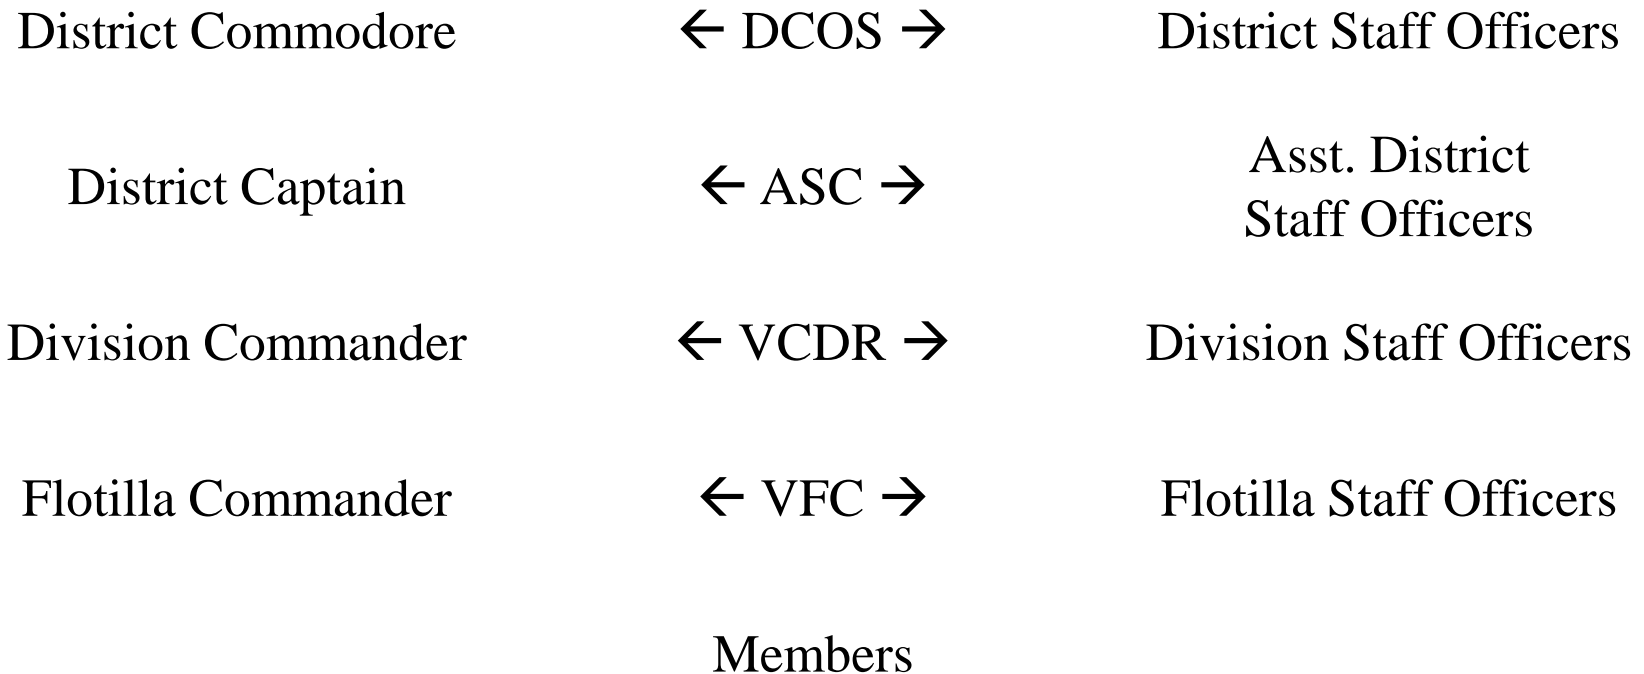 District Commodore ← DCOS → District Staff Officers
District Captain ← ASC → Asst. District
Staff Officers
Division Commander ← VCDR → Division Staff Officers
Flotilla Commander ← VFC → Flotilla Staff Officers
Members